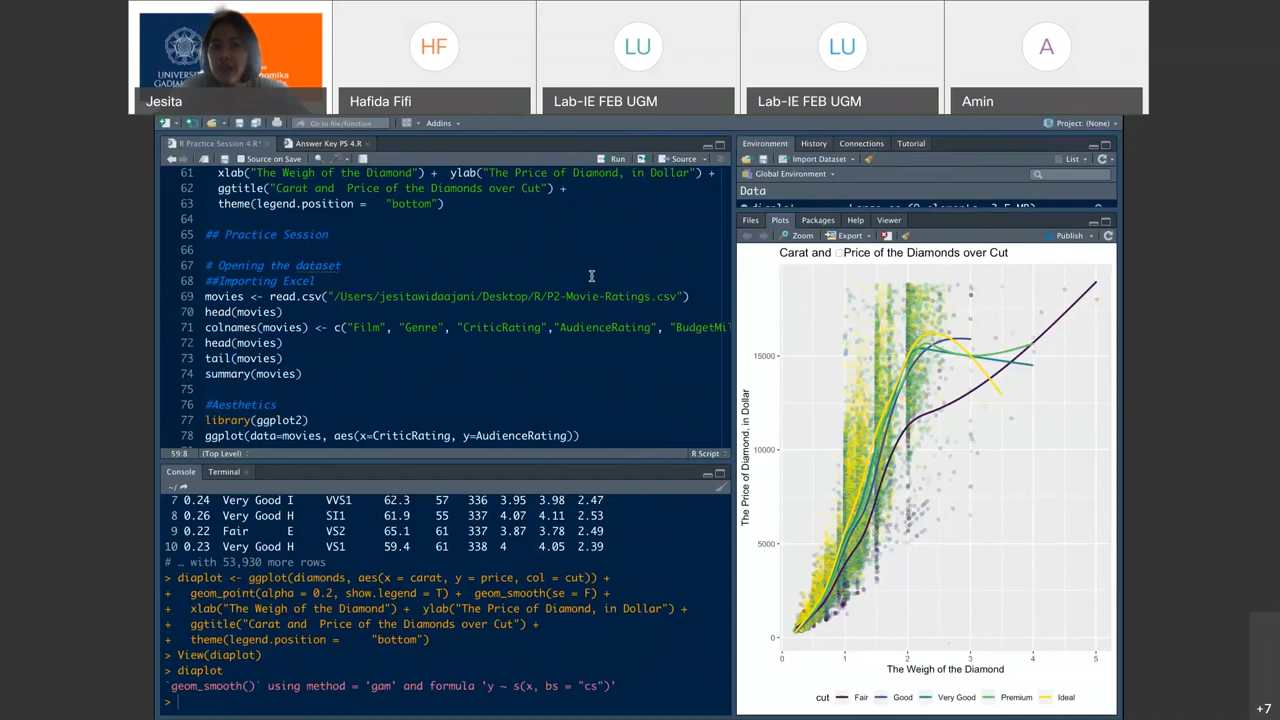 UNIVERSITAS
GADJAH
onomika
Jesita
HF
Hafida Fifi
LU
Lab-IE FEB UGM
LU
Lab-IE FEB UGM
A
Amin
Go to file/function
Addins
Project: (None)
R Practice Session 4.R*
Answer Key PS 4.R
Source on Save
Run
Source
61 xlab("The Weigh of the Diamond") + ylab("The Price of Diamond, in Dollar") +
62 ggtitle("Carat and Price of the Diamonds over Cut") +
63 theme(legend.position = "bottom")
64
65 ## Practice Session
66
67 # Opening the dataset
68 ##Importing Excel
69 movies <- read.csv("/Users/jesitawidaajani/Desktop/R/P2-Movie-Ratings.csv")
70 head(movies)
71 colnames(movies) <- c("Film", "Genre", "CriticRating","AudienceRating", "BudgetMil
72 head(movies)
73 tail(movies)
74 summary(movies)
75
76 #Aesthetics
77 library(ggplot2)
78 ggplot(data=movies, aes(x=CriticRating, y=AudienceRating))
59:8 (Top Level)
R Script
Console Terminal
~/
7 0.24 Very Good I VVS1 62.3 57 336 3.95 3.98 2.47
8 0.26 Very Good H SI1 61.9 55 337 4.07 4.11 2.53
9 0.22 Fair E VS2 65.1 61 337 3.87 3.78 2.49
10 0.23 Very Good H VS1 59.4 61 338 4 4.05 2.39
# … with 53,930 more rows
> diaplot <- ggplot(diamonds, aes(x = carat, y = price, col = cut)) +
+ geom_point(alpha = 0.2, show.legend = T) + geom_smooth(se = F) +
+ xlab("The Weigh of the Diamond") + ylab("The Price of Diamond, in Dollar") +
+ ggtitle("Carat and Price of the Diamonds over Cut") +
+ theme(legend.position = "bottom")
> View(diaplot)
> diaplot
`geom_smooth()` using method = 'gam' and formula 'y ~ s(x, bs = "cs")'
>
Environment History Connections Tutorial
Import Dataset
List
Global Environment
Data
Files Plots Packages Help Viewer
Zoom Export Publish
Carat and □Price of the Diamonds over Cut
The Price of Diamond, in Dollar
15000
10000
5000
0
0 1 2 3 4 5
The Weigh of the Diamond
cut Fair Good Very Good Premium Ideal
+7